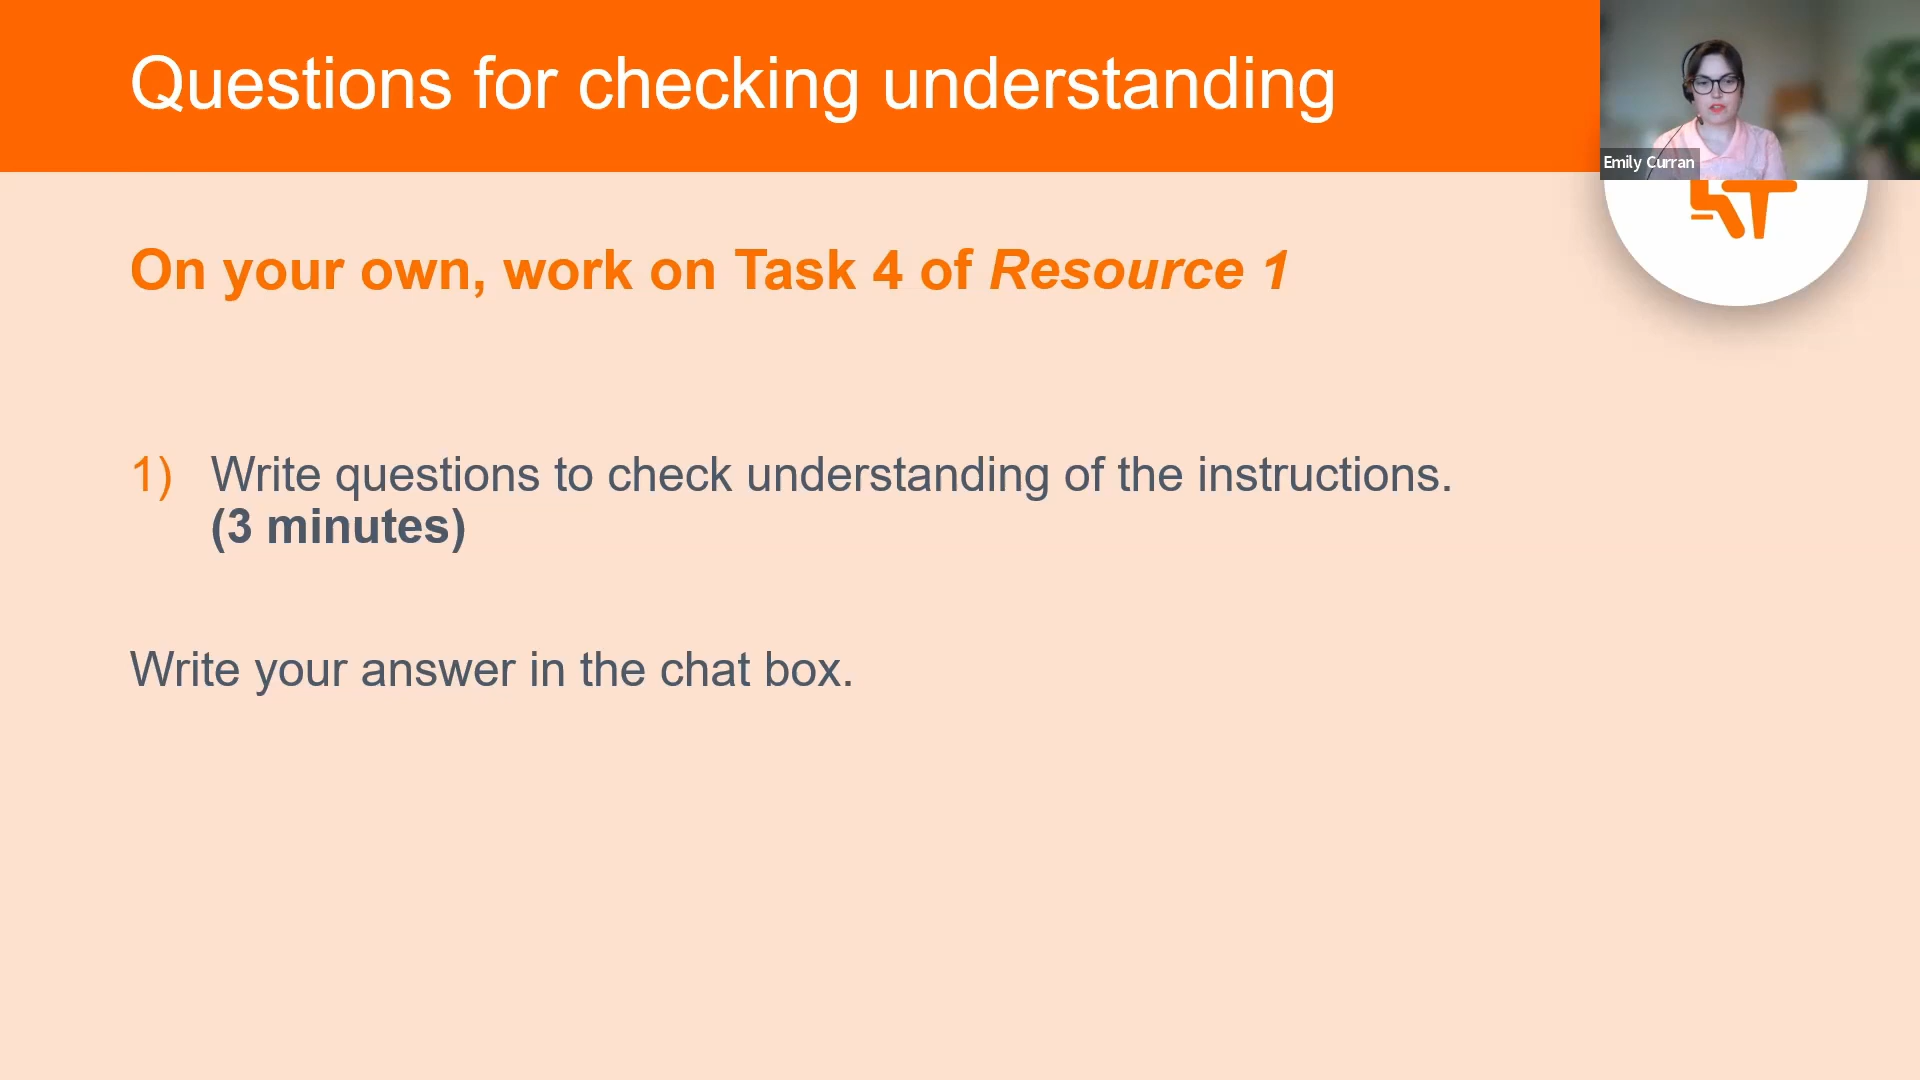 Questions for checking understanding
Emily Curran
On your own, work on Task 4 of Resource 1
1) Write questions to check understanding of the instructions.
(3 minutes)
Write your answer in the chat box.